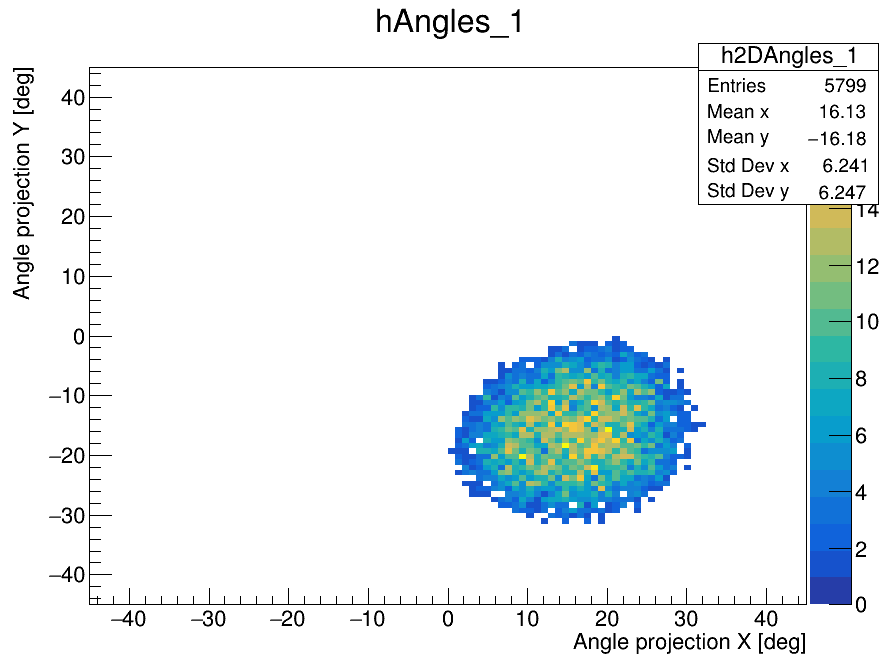 hAngles_1
h2DAngles_1
Entries 5799
Mean x 16.13
Mean y −16.18
Std Dev x 6.241
Std Dev y 6.247
Angle projection Y [deg]
40
30
20
10
0
−10
−20
−30
−40
−40 −30 −20 −10 0 10 20 30 40
Angle projection X [deg]
14
12
10
8
6
4
2
0